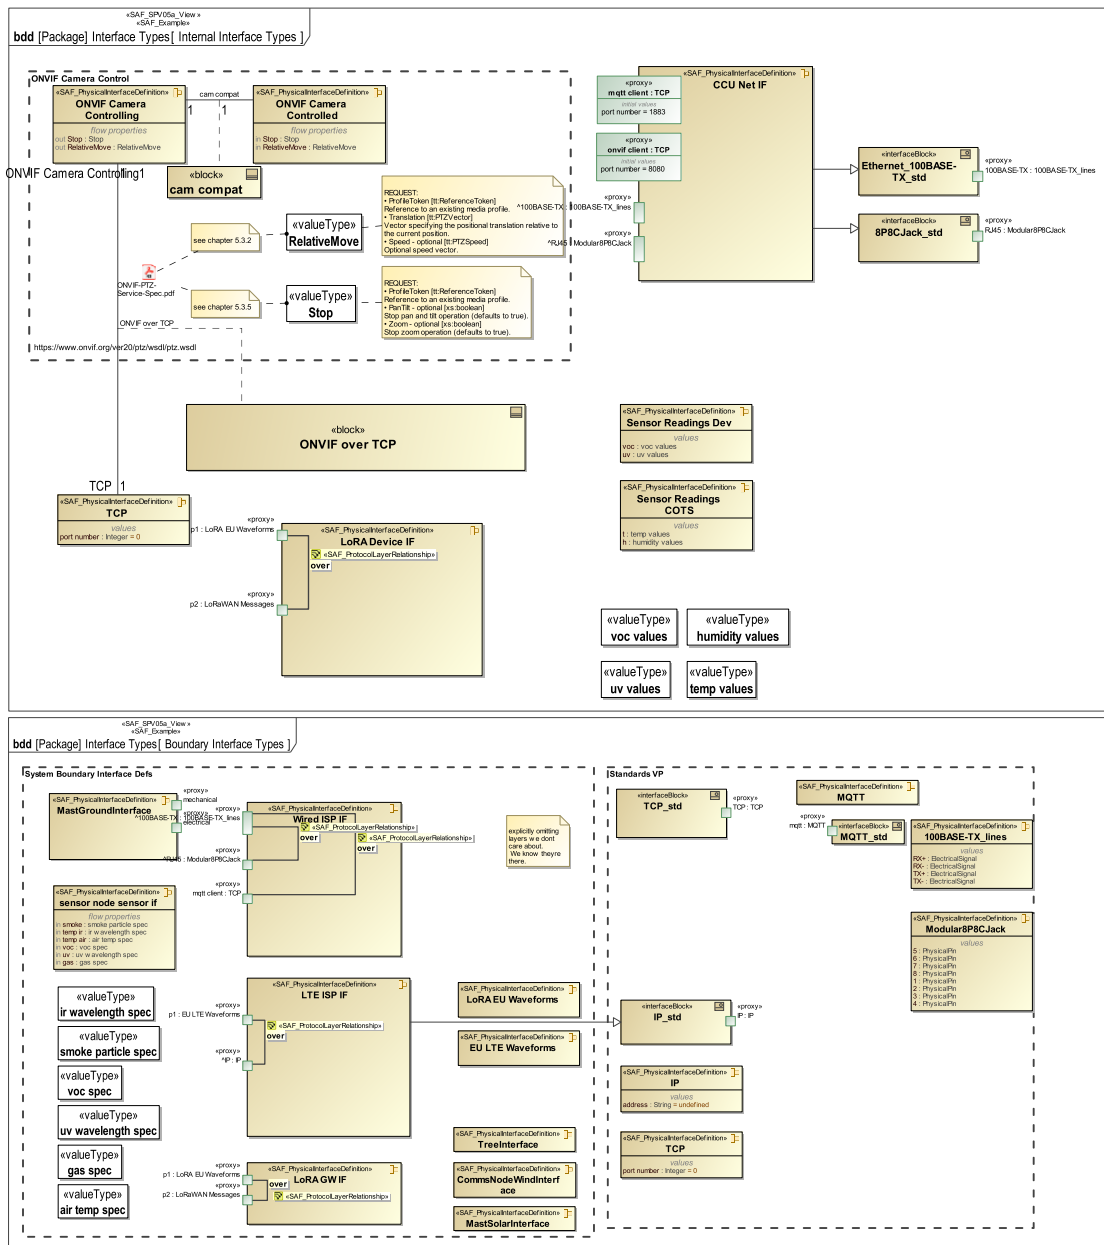 «SAF_SPV05a_View »
«SAF_Example»
bdd [Package] Interface Types[ Internal Interface Types ]
ONVIF Camera Control
«SAF_PhysicalInterfaceDefinition»
ONVIF Camera
Controlling
flow properties
out Stop : Stop
out RelativeMove : RelativeMove
cam compat
1
1
«SAF_PhysicalInterfaceDefinition»
ONVIF Camera
Controlled
flow properties
in Stop : Stop
in RelativeMove : RelativeMove
ONVIF Camera Controlling1
«block»
cam compat
see chapter 5.3.2
«valueType»
RelativeMove
REQUEST:
• ProfileToken [tt:ReferenceToken]
Reference to an existing media profile.
• Translation [tt:PTZVector]
Vector specifying the positional translation relative to
the current position.
• Speed - optional [tt:PTZSpeed]
Optional speed vector.
ONVIF-PTZ-
Service-Spec.pdf
see chapter 5.3.5
«valueType»
Stop
REQUEST:
• ProfileToken [tt:ReferenceToken]
Reference to an existing media profile.
• PanTilt - optional [xs:boolean]
Stop pan and tilt operation (defaults to true).
• Zoom - optional [xs:boolean]
Stop zoom operation (defaults to true).
ONVIF over TCP
https://www.onvif.org/ver20/ptz/wsdl/ptz.wsdl
«block»
ONVIF over TCP
TCP 1
«SAF_PhysicalInterfaceDefinition»
TCP
values
port number : Integer = 0
«proxy»
p1 : LoRA EU Waveforms
«proxy»
p2 : LoRaWAN Messages
«SAF_PhysicalInterfaceDefinition»
LoRA Device IF
«SAF_ProtocolLayerRelationship»
over
«SAF_PhysicalInterfaceDefinition»
CCU Net IF
«proxy»
mqtt client : TCP
initial values
port number = 1883
«proxy»
onvif client : TCP
initial values
port number = 8080
«proxy»
^100BASE-TX : 100BASE-TX_lines
«proxy»
^RJ45 : Modular8P8CJack
«interfaceBlock»
Ethernet_100BASE-
TX_std
«proxy»
100BASE-TX : 100BASE-TX_lines
«interfaceBlock»
8P8CJack_std
«proxy»
RJ45 : Modular8P8CJack
«SAF_PhysicalInterfaceDefinition»
Sensor Readings Dev
values
voc : voc values
uv : uv values
«SAF_PhysicalInterfaceDefinition»
Sensor Readings
COTS
values
t : temp values
h : humidity values
«valueType»
voc values
«valueType»
humidity values
«valueType»
uv values
«valueType»
temp values
«SAF_SPV05a_View »
«SAF_Example»
bdd [Package] Interface Types[ Boundary Interface Types ]
System Boundary Interface Defs
«SAF_PhysicalInterfaceDefinition»
MastGroundInterface
«proxy»
mechanical
«proxy»
electrical
«proxy»
^100BASE-TX : 100BASE-TX_lines
«proxy»
^RJ45 : Modular8P8CJack
«proxy»
mqtt client : TCP
«SAF_PhysicalInterfaceDefinition»
Wired ISP IF
«SAF_ProtocolLayerRelationship»
over
«SAF_ProtocolLayerRelationship»
over
explicitly omitting
layers we dont
care about.
We know theyre
there.
«SAF_PhysicalInterfaceDefinition»
sensor node sensor if
flow properties
in smoke : smoke particle spec
in temp ir : ir wavelength spec
in temp air : air temp spec
in voc : voc spec
in uv : uv wavelength spec
in gas : gas spec
«valueType»
ir wavelength spec
«valueType»
smoke particle spec
«valueType»
voc spec
«valueType»
uv wavelength spec
«valueType»
gas spec
«valueType»
air temp spec
«SAF_PhysicalInterfaceDefinition»
LTE ISP IF
«proxy»
p1 : EU LTE Waveforms
«proxy»
^IP : IP
«SAF_ProtocolLayerRelationship»
over
«SAF_PhysicalInterfaceDefinition»
LoRA EU Waveforms
«SAF_PhysicalInterfaceDefinition»
EU LTE Waveforms
«SAF_PhysicalInterfaceDefinition»
TreeInterface
«SAF_PhysicalInterfaceDefinition»
CommsNodeWindInterf
ace
«SAF_PhysicalInterfaceDefinition»
MastSolarInterface
«SAF_PhysicalInterfaceDefinition»
LoRA GW IF
«proxy»
p1 : LoRA EU Waveforms
«proxy»
p2 : LoRaWAN Messages
over
«SAF_ProtocolLayerRelationship»
Standards VP
«interfaceBlock»
TCP_std
«proxy»
TCP : TCP
«SAF_PhysicalInterfaceDefinition»
MQTT
«proxy»
mqtt : MQTT
«interfaceBlock»
MQTT_std
«SAF_PhysicalInterfaceDefinition»
100BASE-TX_lines
values
RX+ : ElectricalSignal
RX- : ElectricalSignal
TX+ : ElectricalSignal
TX- : ElectricalSignal
«SAF_PhysicalInterfaceDefinition»
Modular8P8CJack
values
5 : PhysicalPin
6 : PhysicalPin
7 : PhysicalPin
8 : PhysicalPin
1 : PhysicalPin
2 : PhysicalPin
3 : PhysicalPin
4 : PhysicalPin
«interfaceBlock»
IP_std
«proxy»
IP : IP
«SAF_PhysicalInterfaceDefinition»
IP
values
address : String = undefined
«SAF_PhysicalInterfaceDefinition»
TCP
values
port number : Integer = 0